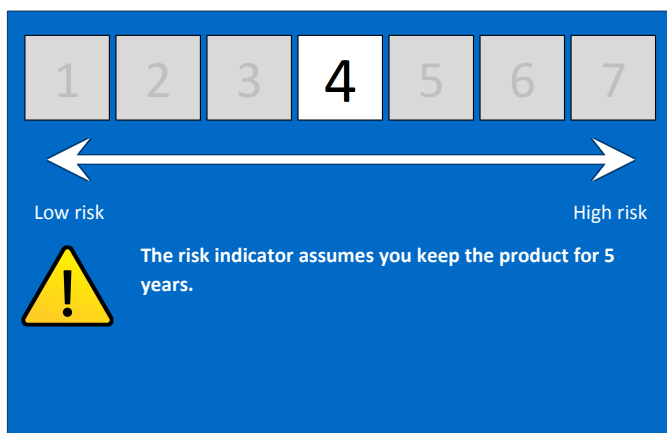 1 2 3 4 5 6 7
Low risk High risk
The risk indicator assumes you keep the product for 5
years.